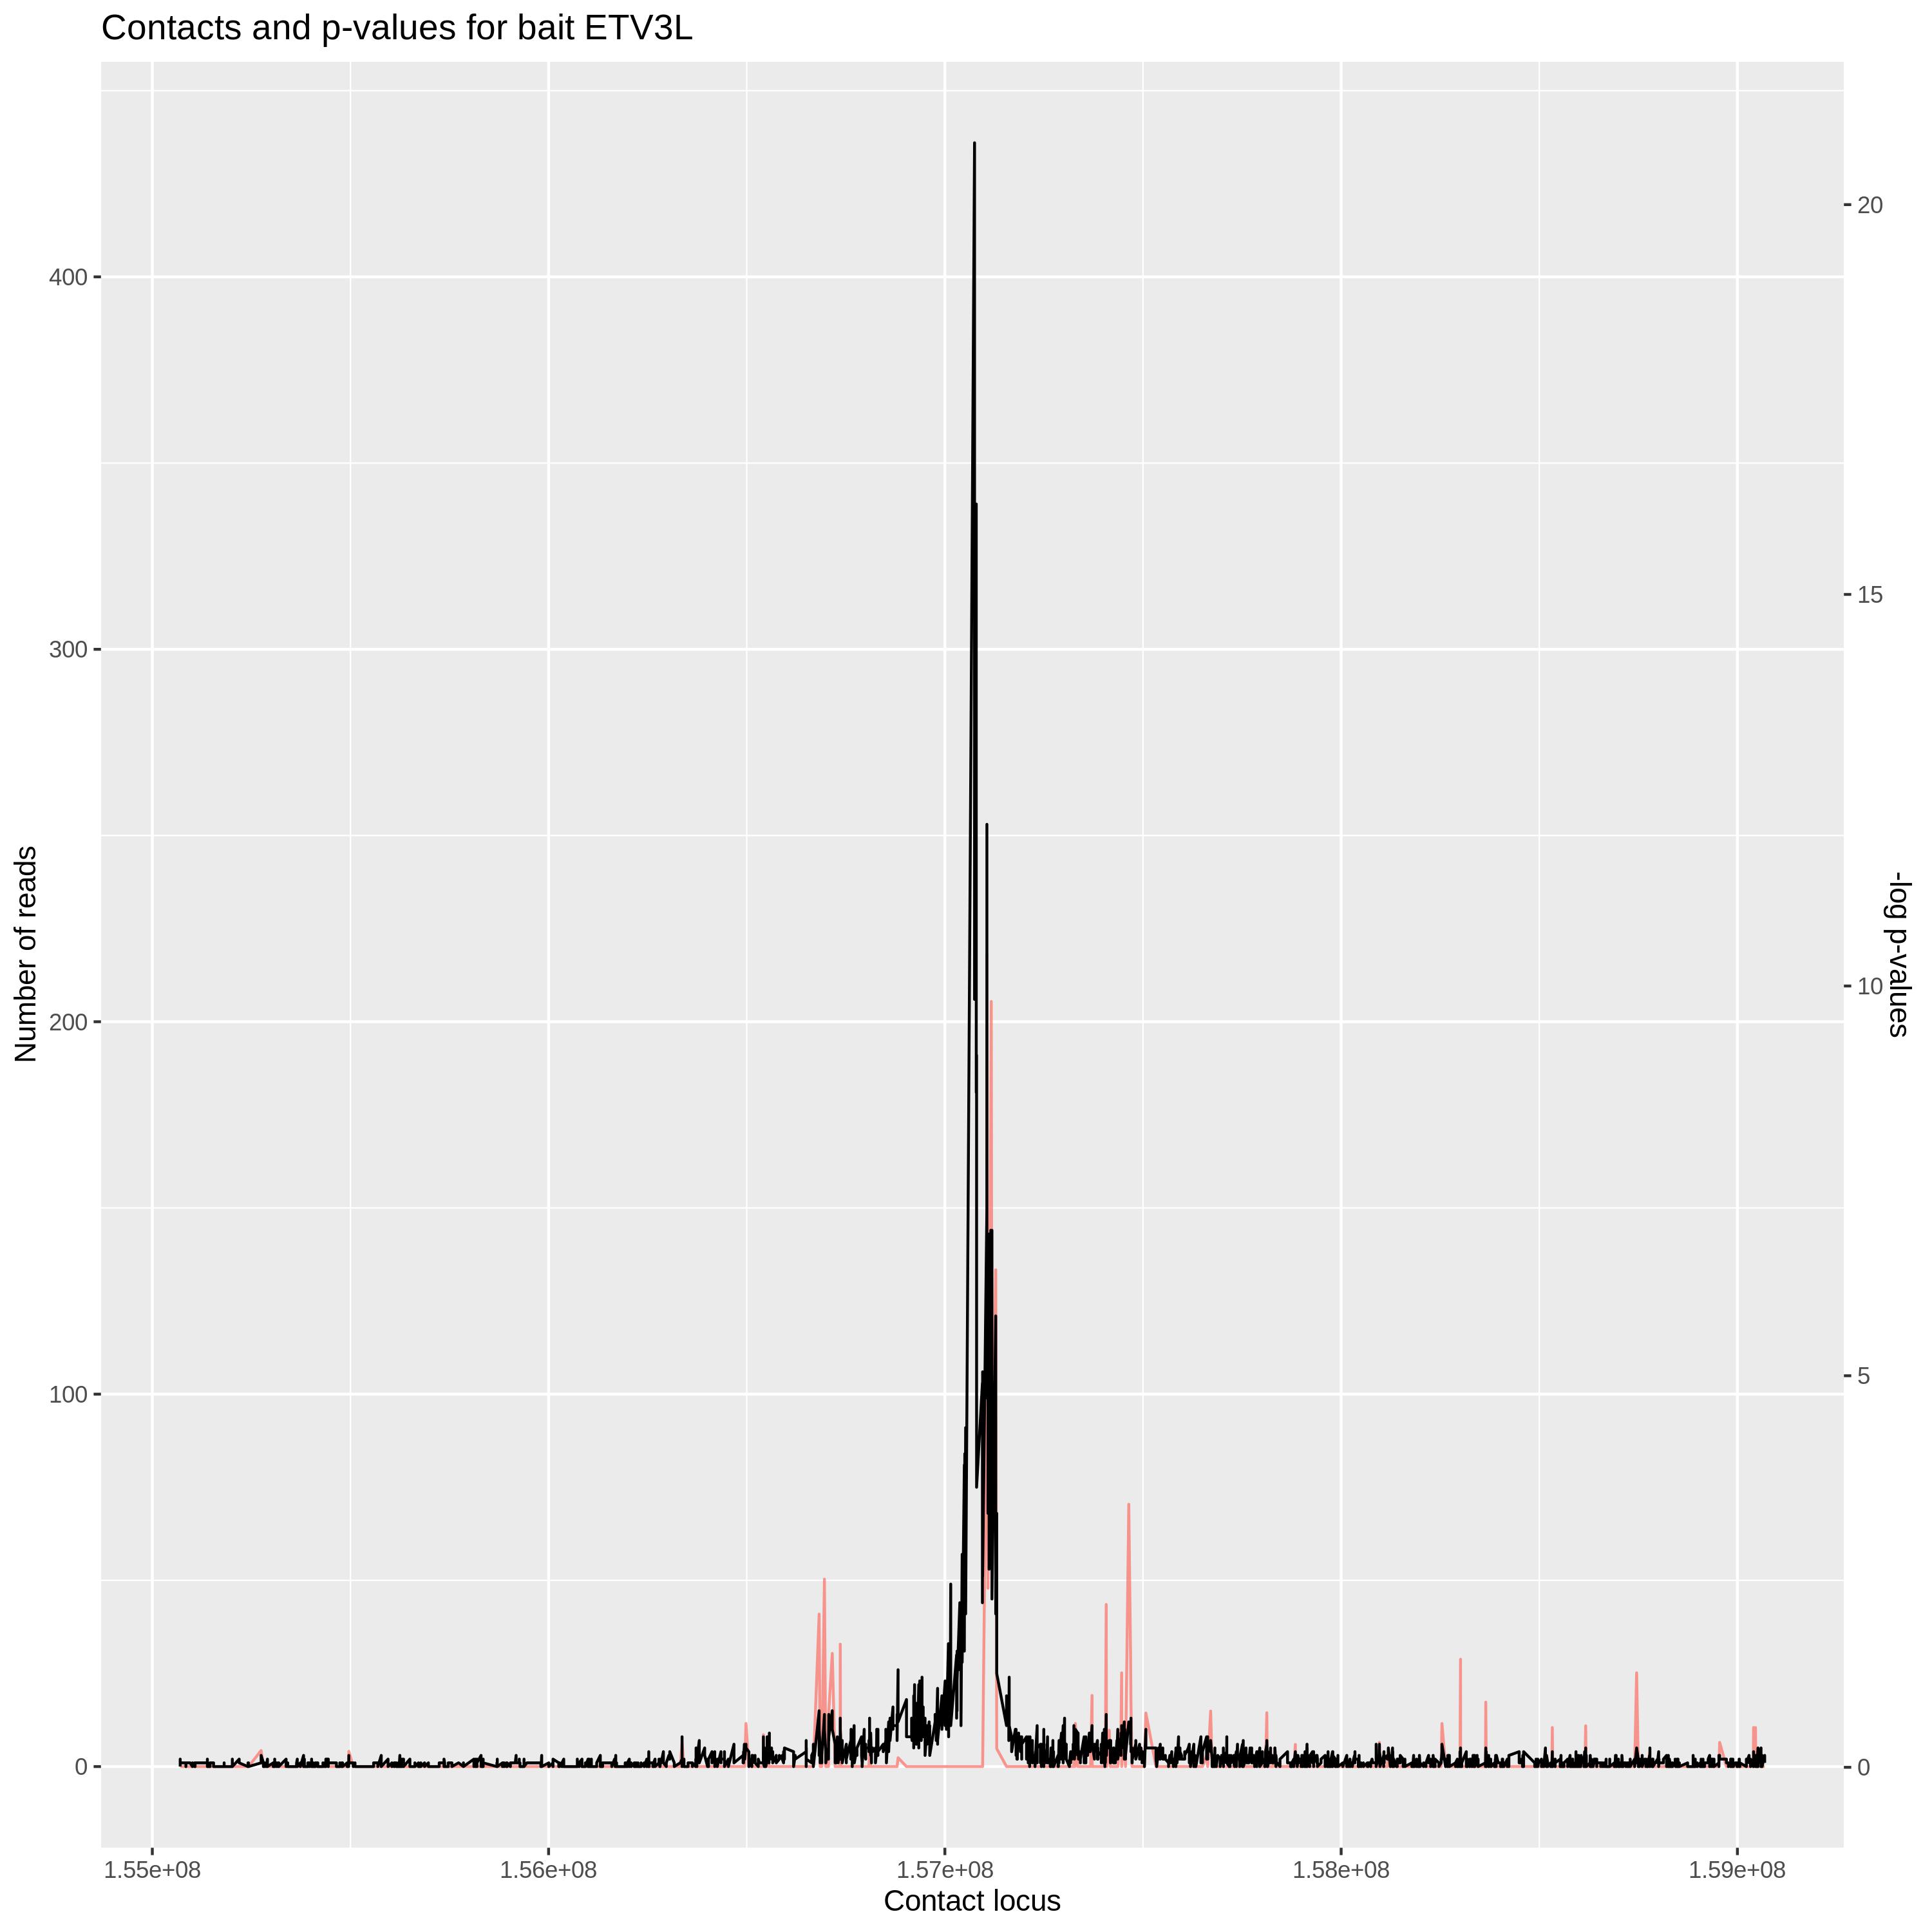 Contacts and p-values for bait ETV3L
400
300
200
100
0
20
15
10
5
0
Number of reads
-log p-values
1.55e+08
1.56e+08
1.57e+08
1.58e+08
1.59e+08
Contact locus